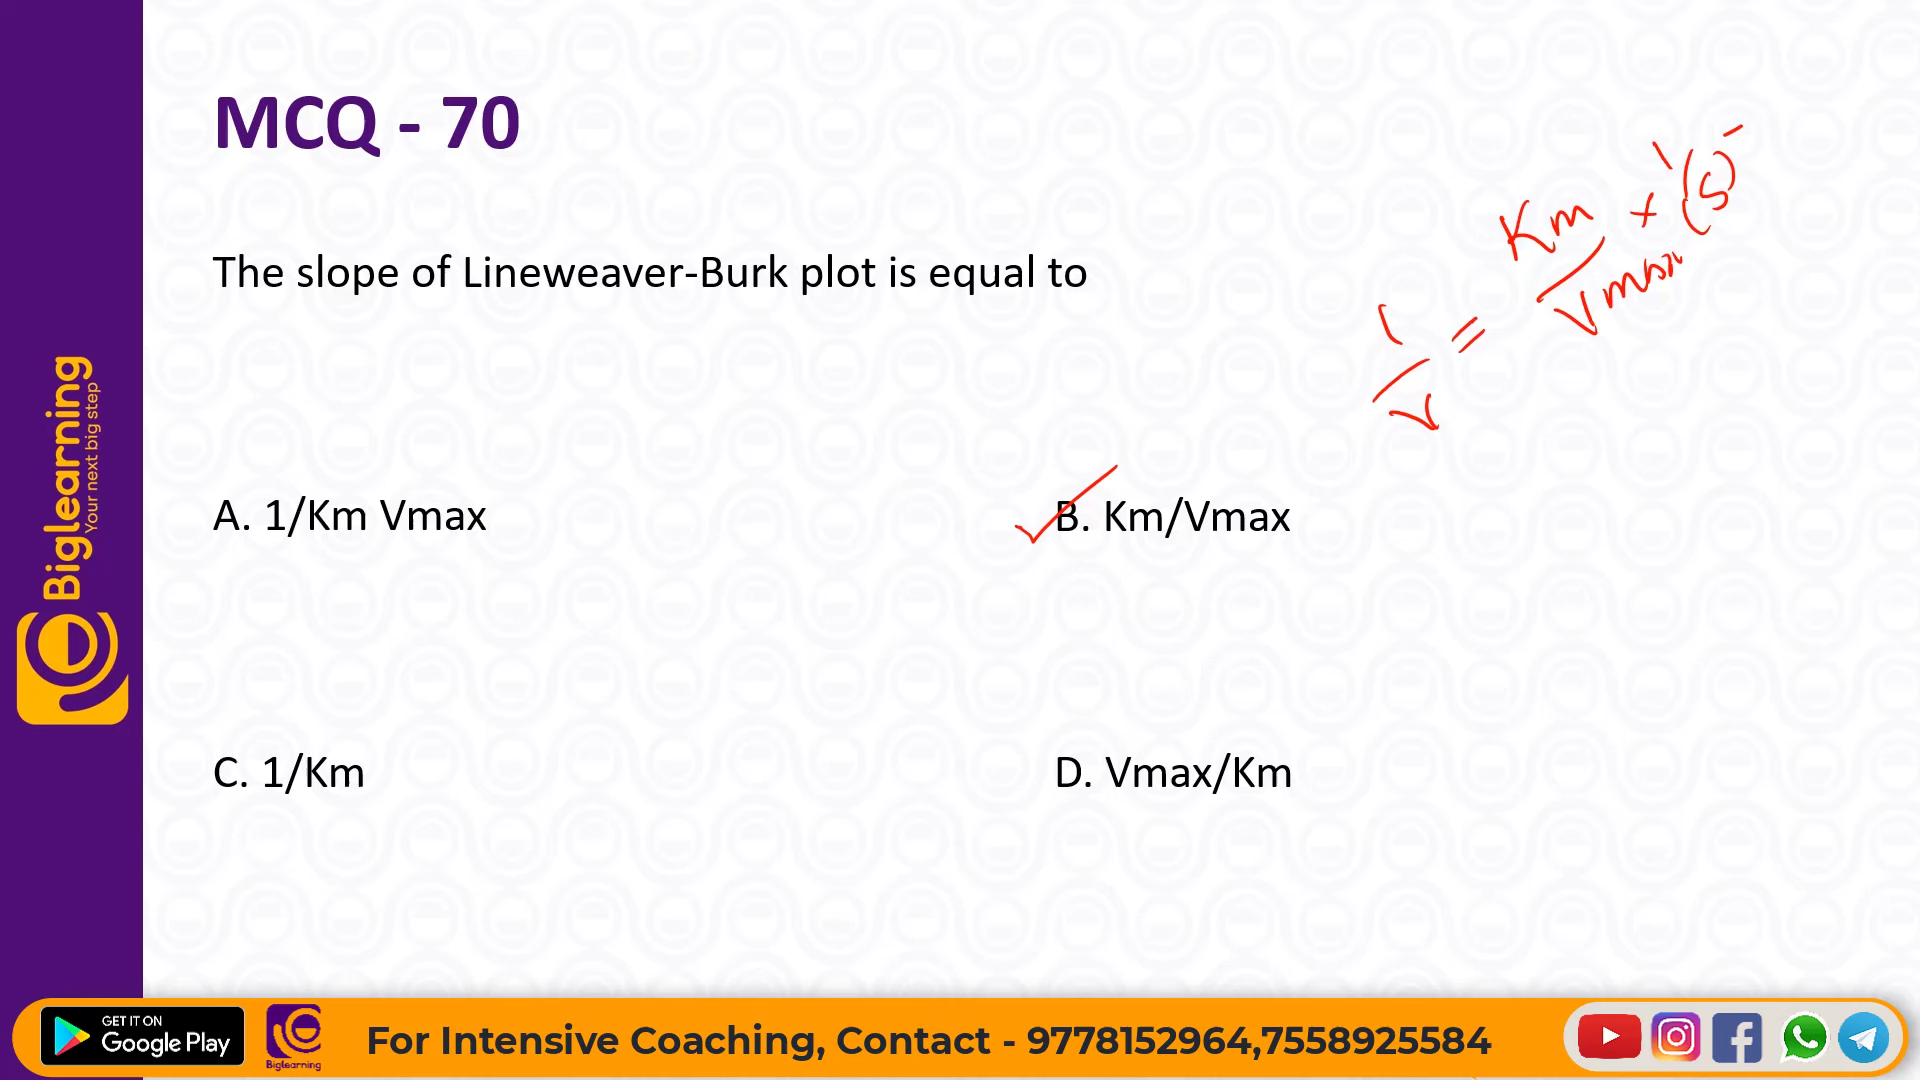 MCQ - 70
The slope of Lineweaver-Burk plot is equal to
1/V = Km/Vmax × 1/(S)
A. 1/Km Vmax
B. Km/Vmax
C. 1/Km
D. Vmax/Km
Biglearning
Your next big step
GET IT ON
Google Play
Biglearning
For Intensive Coaching, Contact - 9778152964,7558925584